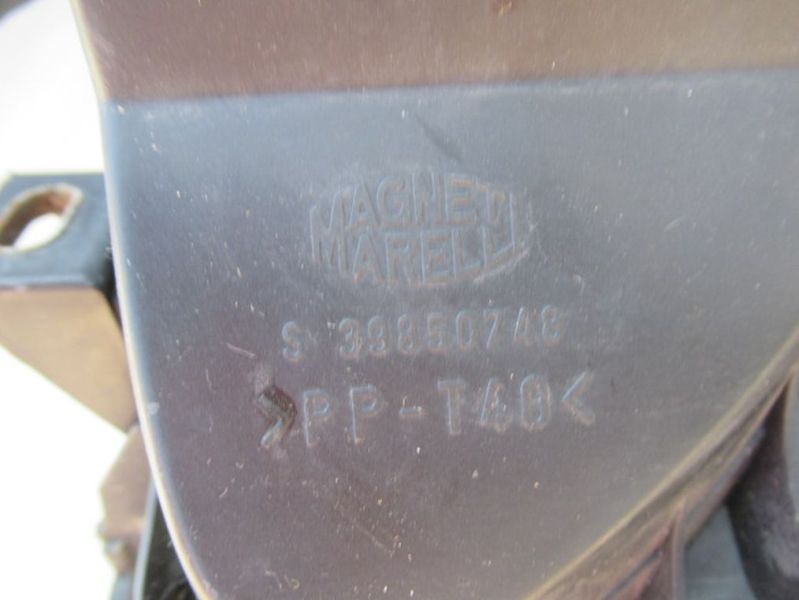 MAGNETI
MARELLI
S 39850748
>PP-T40<